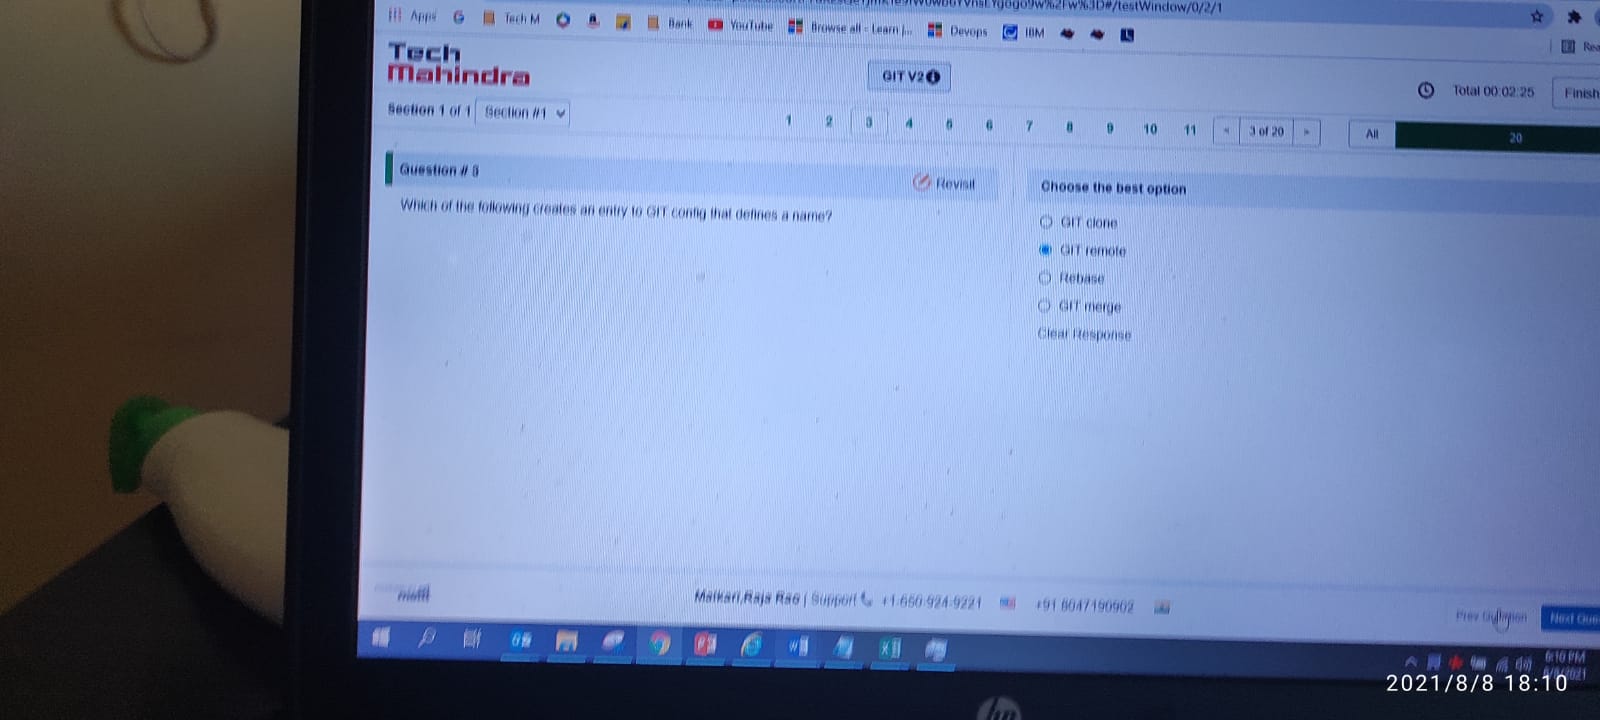 /testWindow/0/2/1
Apps Tech M Bank YouTube Browse all - Learn |... Devops IBM
Tech
Mahindra
GIT V2
Total 00:02:25
Finish
Section 1 of 1 Section #1
1 2 3 4 5 6 7 8 9 10 11 « 3 of 20 » All 20
Question # 3
Revisit
Choose the best option
Which of the following creates an entry to GIT config that defines a name?
GIT clone
GIT remote
Rebase
GIT merge
Clear Response
Malkari,Raja Rao | Support +1-650-924-9221 +91 8047190902
Prev Question
Next Que
6:10 PM
2021/8/8 18:10
hp